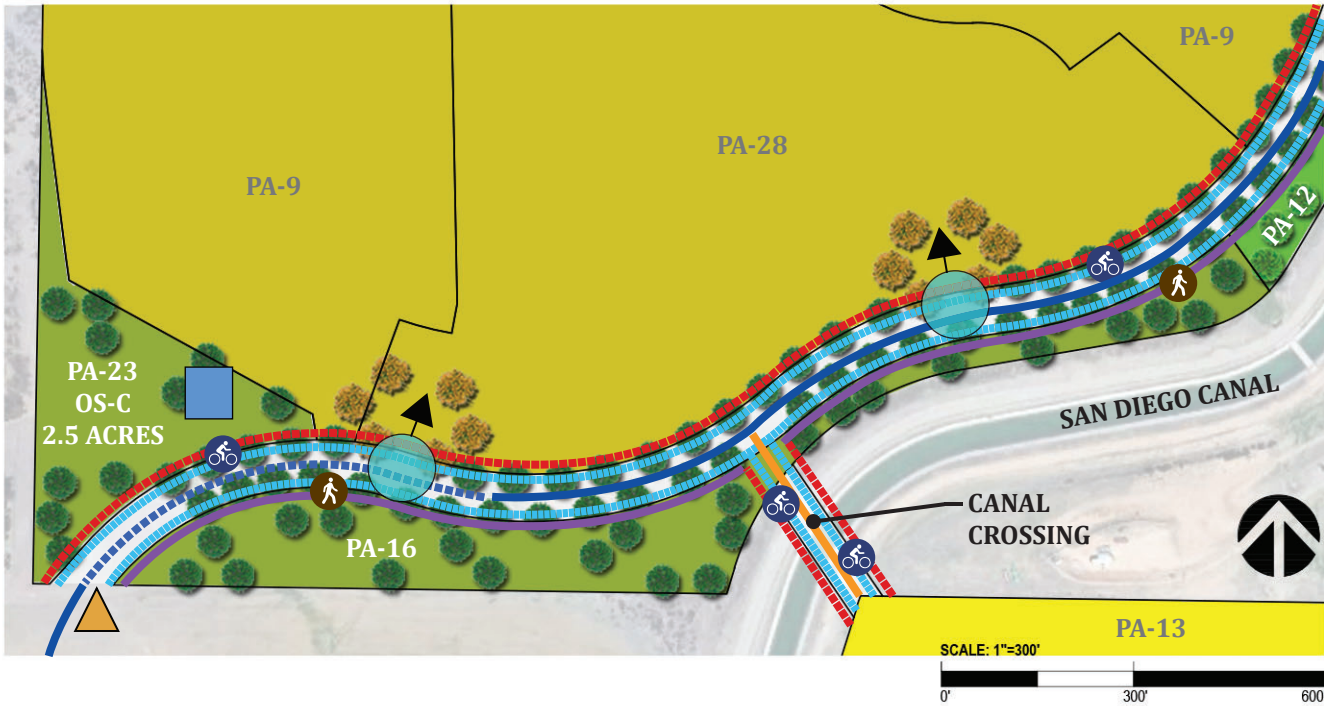 PA-9
PA-28
PA-9
PA-12
PA-23
OS-C
2.5 ACRES
SAN DIEGO CANAL
CANAL
CROSSING
PA-16
PA-13
SCALE: 1"=300'
0'
300'
600